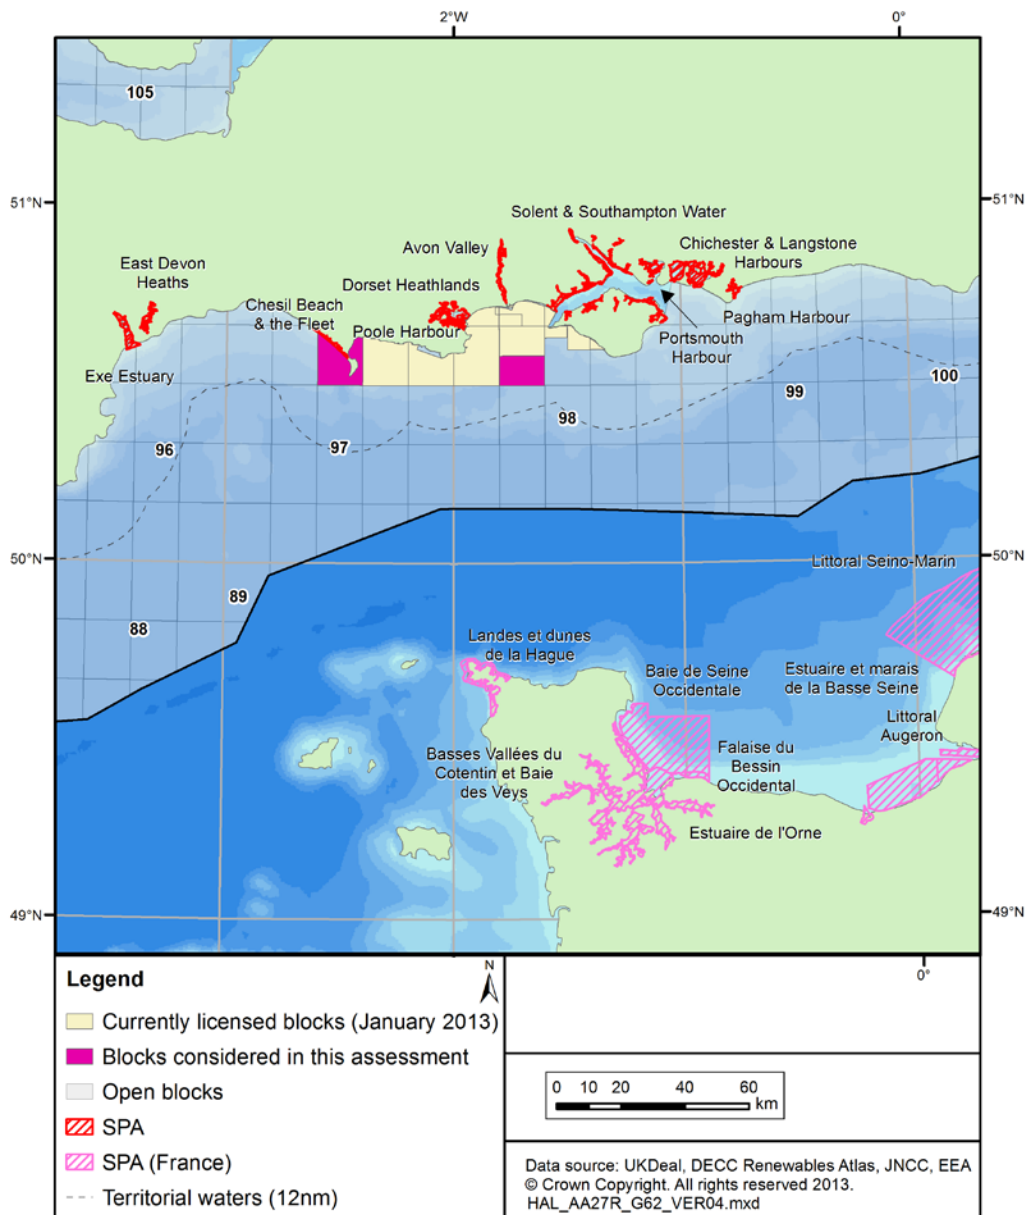 2°W
0°
105
51°N
51°N
Solent & Southampton Water
Avon Valley
Chichester & Langstone
Harbours
East Devon
Heaths
Dorset Heathlands
Chesil Beach
& the Fleet
Poole Harbour
Pagham Harbour
Portsmouth
Harbour
Exe Estuary
100
99
98
97
96
50°N
50°N
Littoral Seino-Marin
89
88
Landes et dunes
de la Hague
Baie de Seine
Occidentale
Estuaire et marais
de la Basse Seine
Littoral
Augeron
Basses Vallées du
Cotentin et Baie
des Veys
Falaise du
Bessin
Occidental
Estuaire de l'Orne
49°N
49°N
0°
Legend
N
Currently licensed blocks (January 2013)
Blocks considered in this assessment
Open blocks
SPA
SPA (France)
Territorial waters (12nm)
0 10 20 40 60
km
Data source: UKDeal, DECC Renewables Atlas, JNCC, EEA
© Crown Copyright. All rights reserved 2013.
HAL_AA27R_G62_VER04.mxd